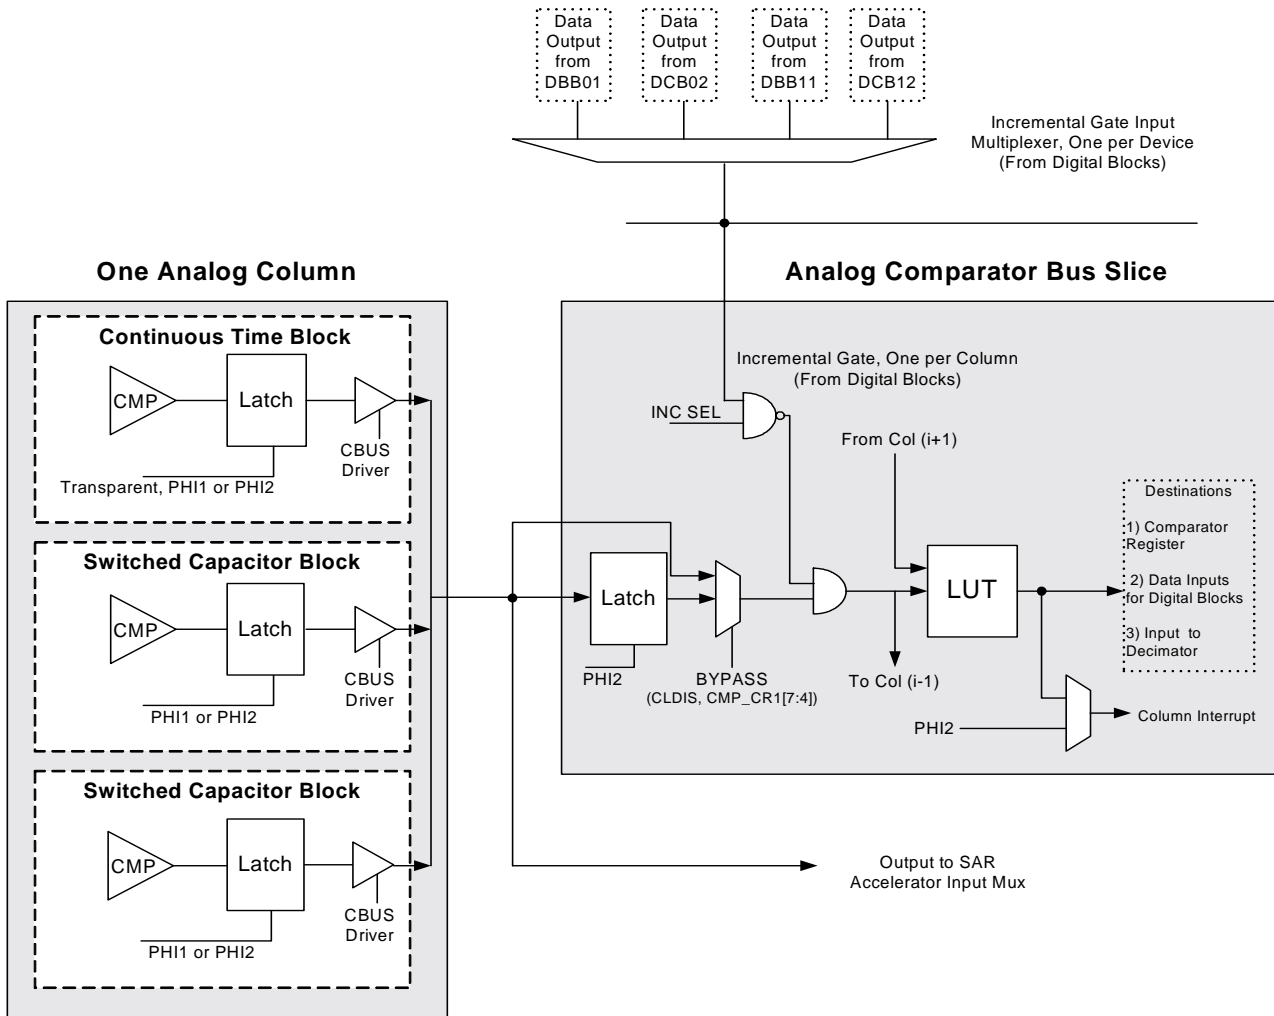 Data
Output
from
DBB01
Data
Output
from
DCB02
Data
Output
from
DBB11
Data
Output
from
DCB12
Incremental Gate Input
Multiplexer, One per Device
(From Digital Blocks)
One Analog Column
Analog Comparator Bus Slice
Continuous Time Block
CMP
Latch
CBUS
Driver
Transparent, PHI1 or PHI2
Switched Capacitor Block
CMP
Latch
CBUS
Driver
PHI1 or PHI2
Switched Capacitor Block
CMP
Latch
CBUS
Driver
PHI1 or PHI2
Incremental Gate, One per Column
(From Digital Blocks)
INC SEL
From Col (i+1)
Latch
PHI2
BYPASS
(CLDIS, CMP_CR1[7:4])
LUT
To Col (i-1)
Destinations
1) Comparator
Register
2) Data Inputs
for Digital Blocks
3) Input to
Decimator
PHI2
Column Interrupt
Output to SAR
Accelerator Input Mux